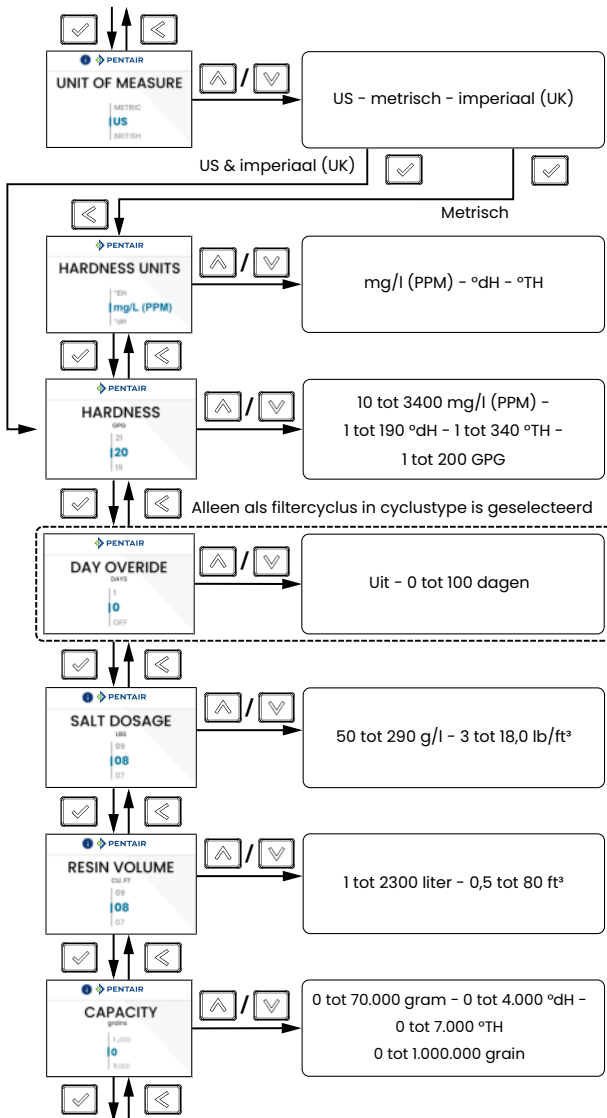 PENTAIR
UNIT OF MEASURE
METRIC
US
BRITISH
/
US - metrisch - imperiaal (UK)
US & imperiaal (UK)
Metrisch
PENTAIR
HARDNESS UNITS
mg/L (PPM)
°dH
/
mg/l (PPM) - °dH - °TH
PENTAIR
HARDNESS
GPG
21
20
19
/
10 tot 3400 mg/l (PPM) -
1 tot 190 °dH - 1 tot 340 °TH -
1 tot 200 GPG
Alleen als filtercyclus in cyclustype is geselecteerd
PENTAIR
DAY OVERIDE
DAYS
1
0
OFF
/
Uit - 0 tot 100 dagen
PENTAIR
SALT DOSAGE
LBS
09
08
07
/
50 tot 290 g/l - 3 tot 18,0 lb/ft³
PENTAIR
RESIN VOLUME
CU. FT
09
08
07
/
1 tot 2300 liter - 0,5 tot 80 ft³
PENTAIR
CAPACITY
grains
0
/
0 tot 70.000 gram - 0 tot 4.000 °dH -
0 tot 7.000 °TH
0 tot 1.000.000 grain